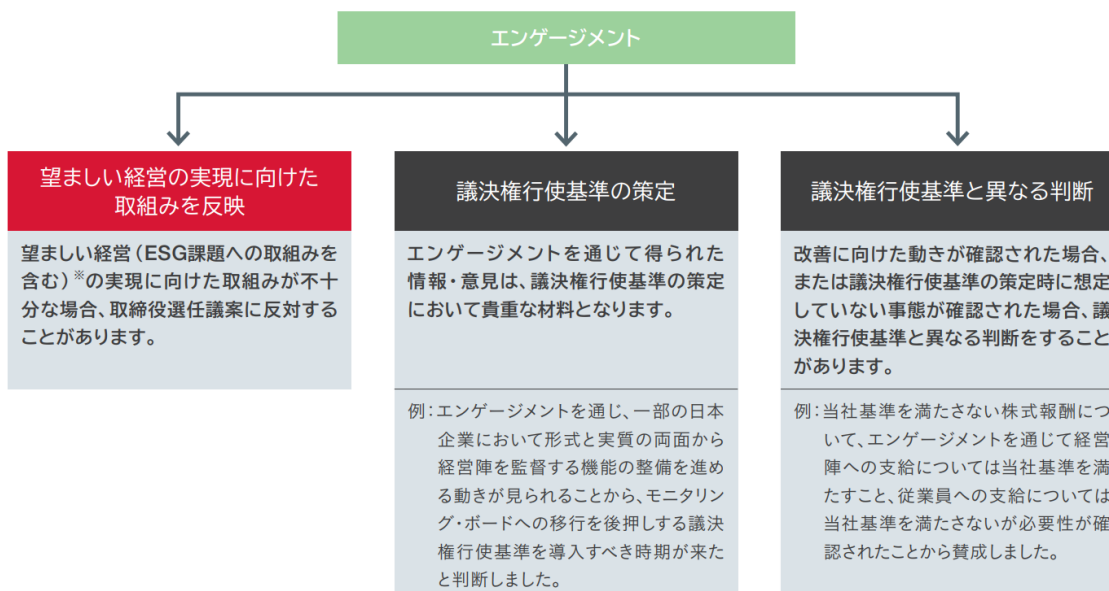 エンゲージメント
望ましい経営の実現に向けた
取組みを反映
望ましい経営(ESG課題への取組みを
含む)※の実現に向けた取組みが不十
分な場合、取締役選任議案に反対する
ことがあります。
議決権行使基準の策定
エンゲージメントを通じて得られた
情報・意見は、議決権行使基準の策定
において貴重な材料となります。
例:エンゲージメントを通じ、一部の日本
企業において形式と実質の両面から
経営陣を監督する機能の整備を進め
る動きが見られることから、モニタリン
グ・ボードへの移行を後押しする議決
権行使基準を導入すべき時期が来た
と判断しました。
議決権行使基準と異なる判断
改善に向けた動きが確認された場合、
または議決権行使基準の策定時に想定
していない事態が確認された場合、議
決権行使基準と異なる判断をすること
があります。
例:当社基準を満たさない株式報酬につ
いて、エンゲージメントを通じて経営
陣への支給については当社基準を満
たすこと、従業員への支給については
当社基準を満たさないが必要性が確
認されたことから賛成しました。